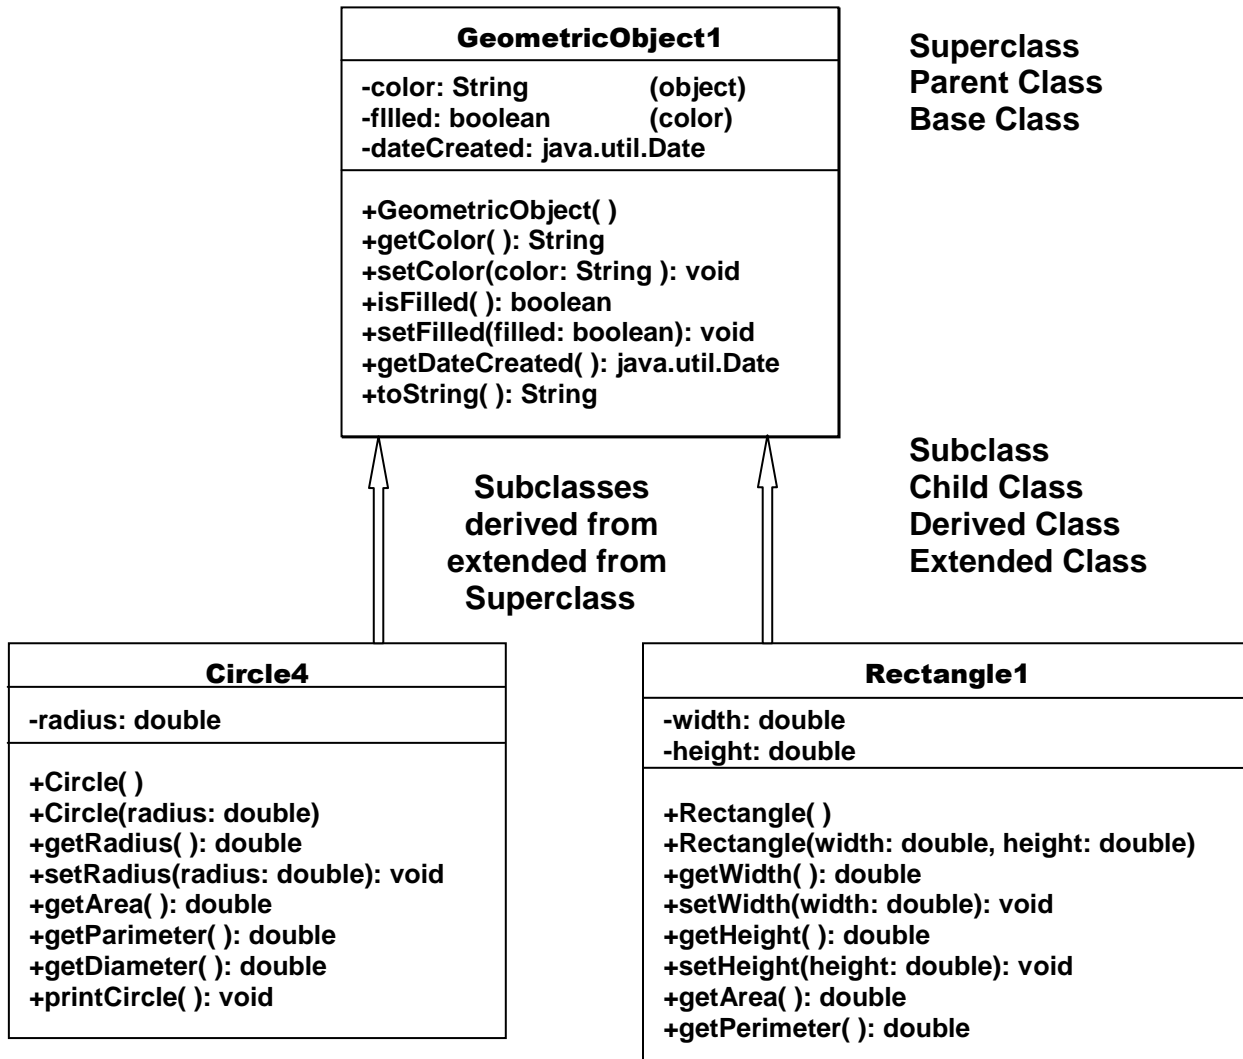 GeometricObject1
-color: String (object)
-fIlled: boolean (color)
-dateCreated: java.util.Date
+GeometricObject( )
+getColor( ): String
+setColor(color: String ): void
+isFilled( ): boolean
+setFilled(filled: boolean): void
+getDateCreated( ): java.util.Date
+toString( ): String
Superclass
Parent Class
Base Class
Subclasses
derived from
extended from
Superclass
Subclass
Child Class
Derived Class
Extended Class
Circle4
-radius: double
+Circle( )
+Circle(radius: double)
+getRadius( ): double
+setRadius(radius: double): void
+getArea( ): double
+getParimeter( ): double
+getDiameter( ): double
+printCircle( ): void
Rectangle1
-width: double
-height: double
+Rectangle( )
+Rectangle(width: double, height: double)
+getWidth( ): double
+setWidth(width: double): void
+getHeight( ): double
+setHeight(height: double): void
+getArea( ): double
+getPerimeter( ): double